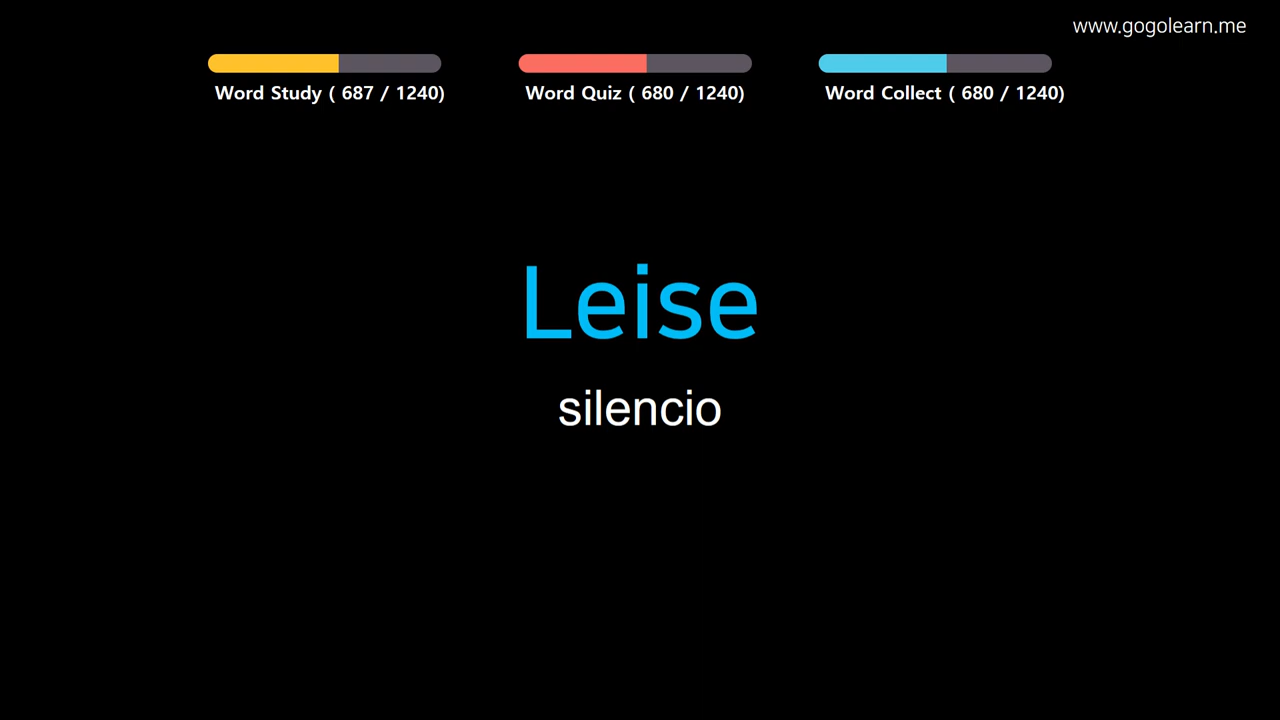 www.gogolearn.me
Word Study ( 687 / 1240)
Word Quiz ( 680 / 1240)
Word Collect ( 680 / 1240)
Leise
silencio